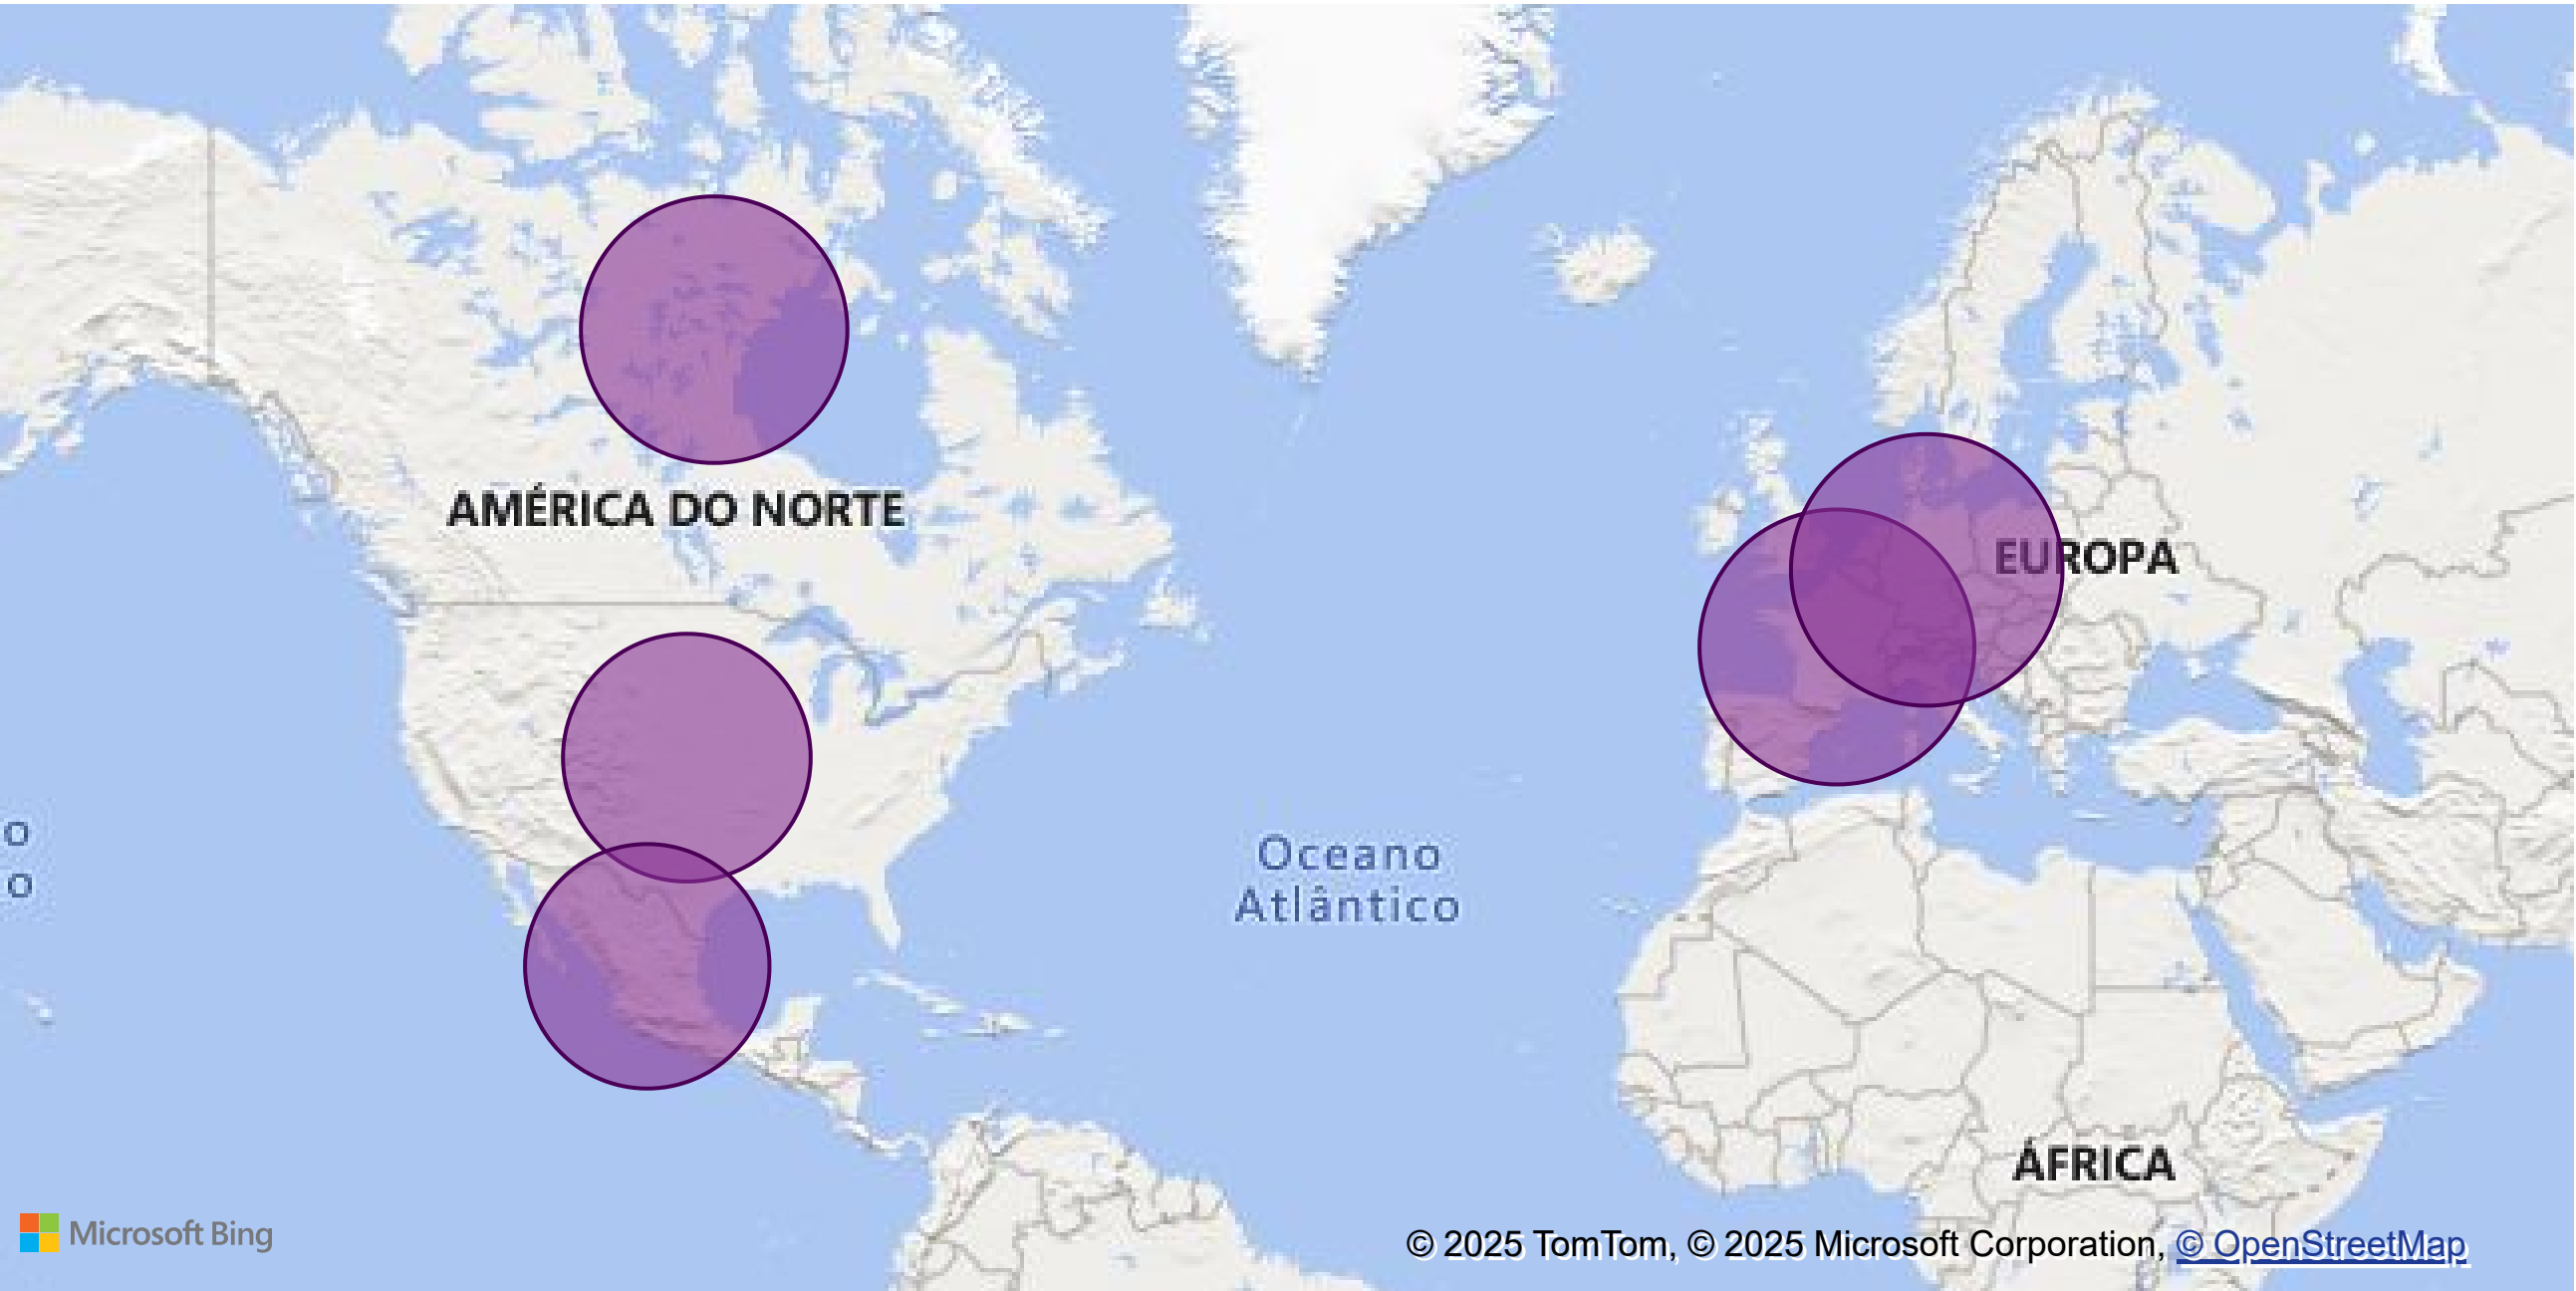 AMÉRICA DO NORTE
EUROPA
O
O
Oceano
Atlântico
ÁFRICA
Microsoft Bing
© 2025 TomTom, © 2025 Microsoft Corporation, © OpenStreetMap